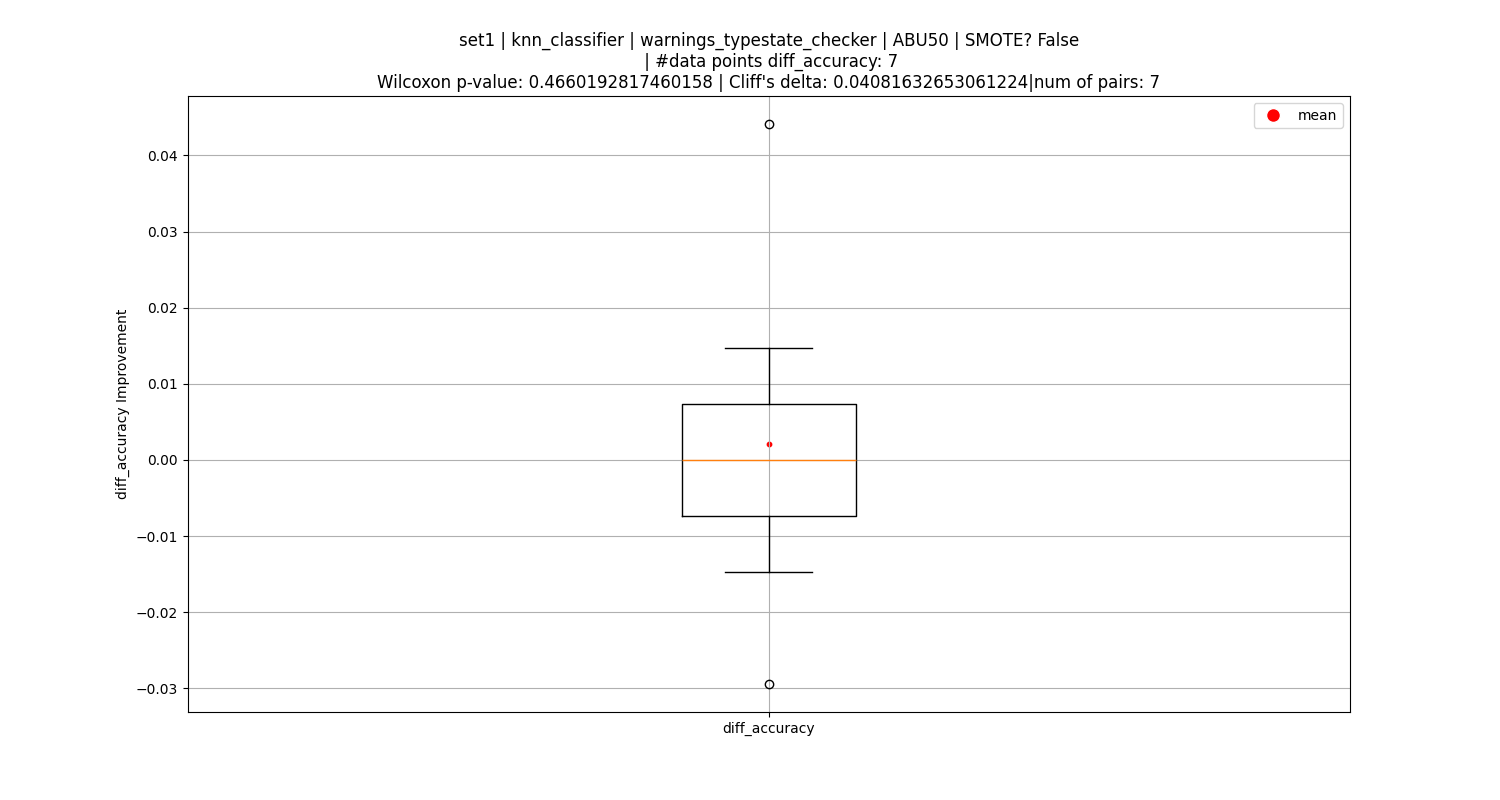 set1 | knn_classifier | warnings_typestate_checker | ABU50 | SMOTE? False
| #data points diff_accuracy: 7
Wilcoxon p-value: 0.4660192817460158 | Cliff's delta: 0.04081632653061224|num of pairs: 7
mean
0.04
0.03
0.02
0.01
0.00
−0.01
−0.02
−0.03
diff_accuracy Improvement
diff_accuracy